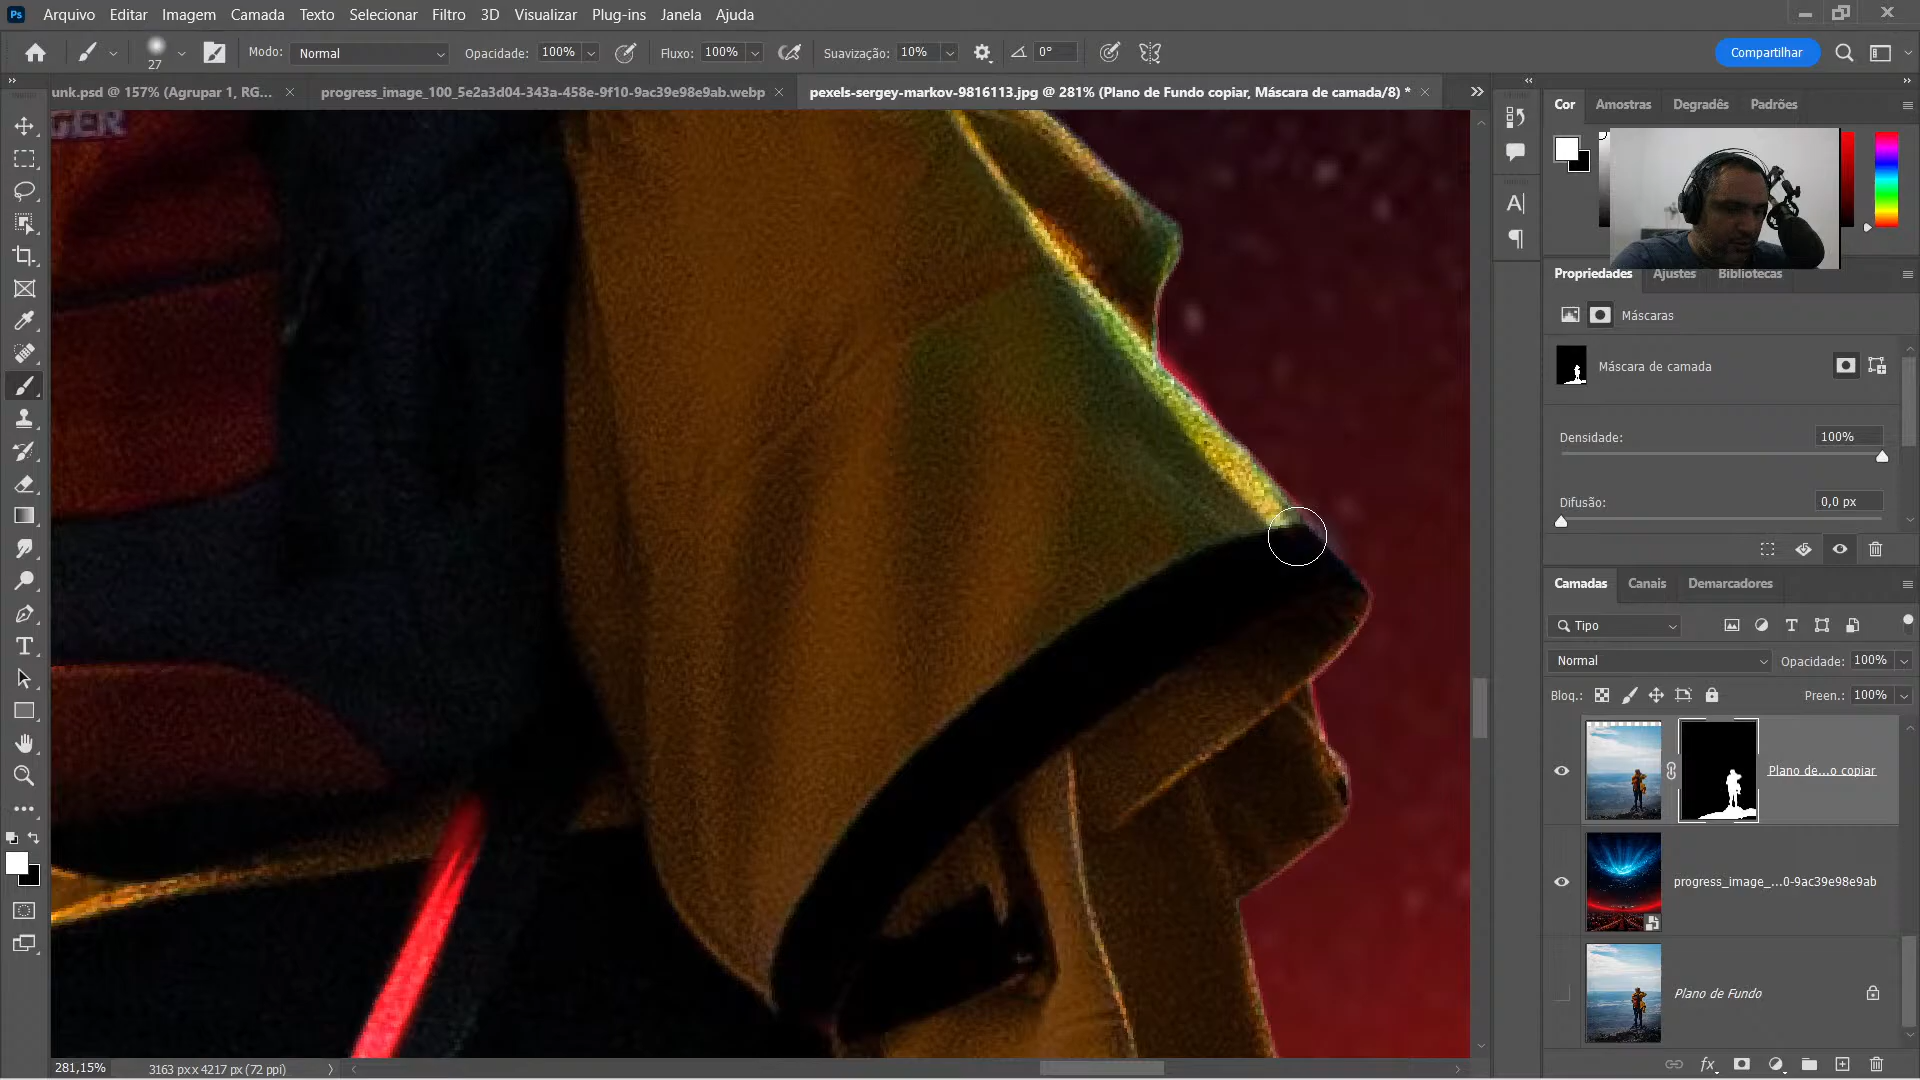 Ps Arquivo Editar Imagem Camada Texto Selecionar Filtro 3D Visualizar Plug-ins Janela Ajuda
27 Modo: Normal Opacidade: 100% Fluxo: 100% Suavização: 10% 0° Compartilhar
unk.psd @ 157% (Agrupar 1, RG... progress_image_100_5e2a3d04-343a-458e-9f10-9ac39e98e9ab.webp pexels-sergey-markov-9816113.jpg @ 281% (Plano de Fundo copiar, Máscara de camada/8) *
Cor Amostras Degradês Padrões
Propriedades Ajustes Bibliotecas
Máscaras
Máscara de camada
Densidade: 100%
Difusão: 0,0 px
Camadas Canais Demarcadores
Tipo
Normal Opacidade: 100%
Bloq.: Preen.: 100%
Plano de...o copiar
progress_image_...0-9ac39e98e9ab
Plano de Fundo
281,15% 3163 px x 4217 px (72 ppi)